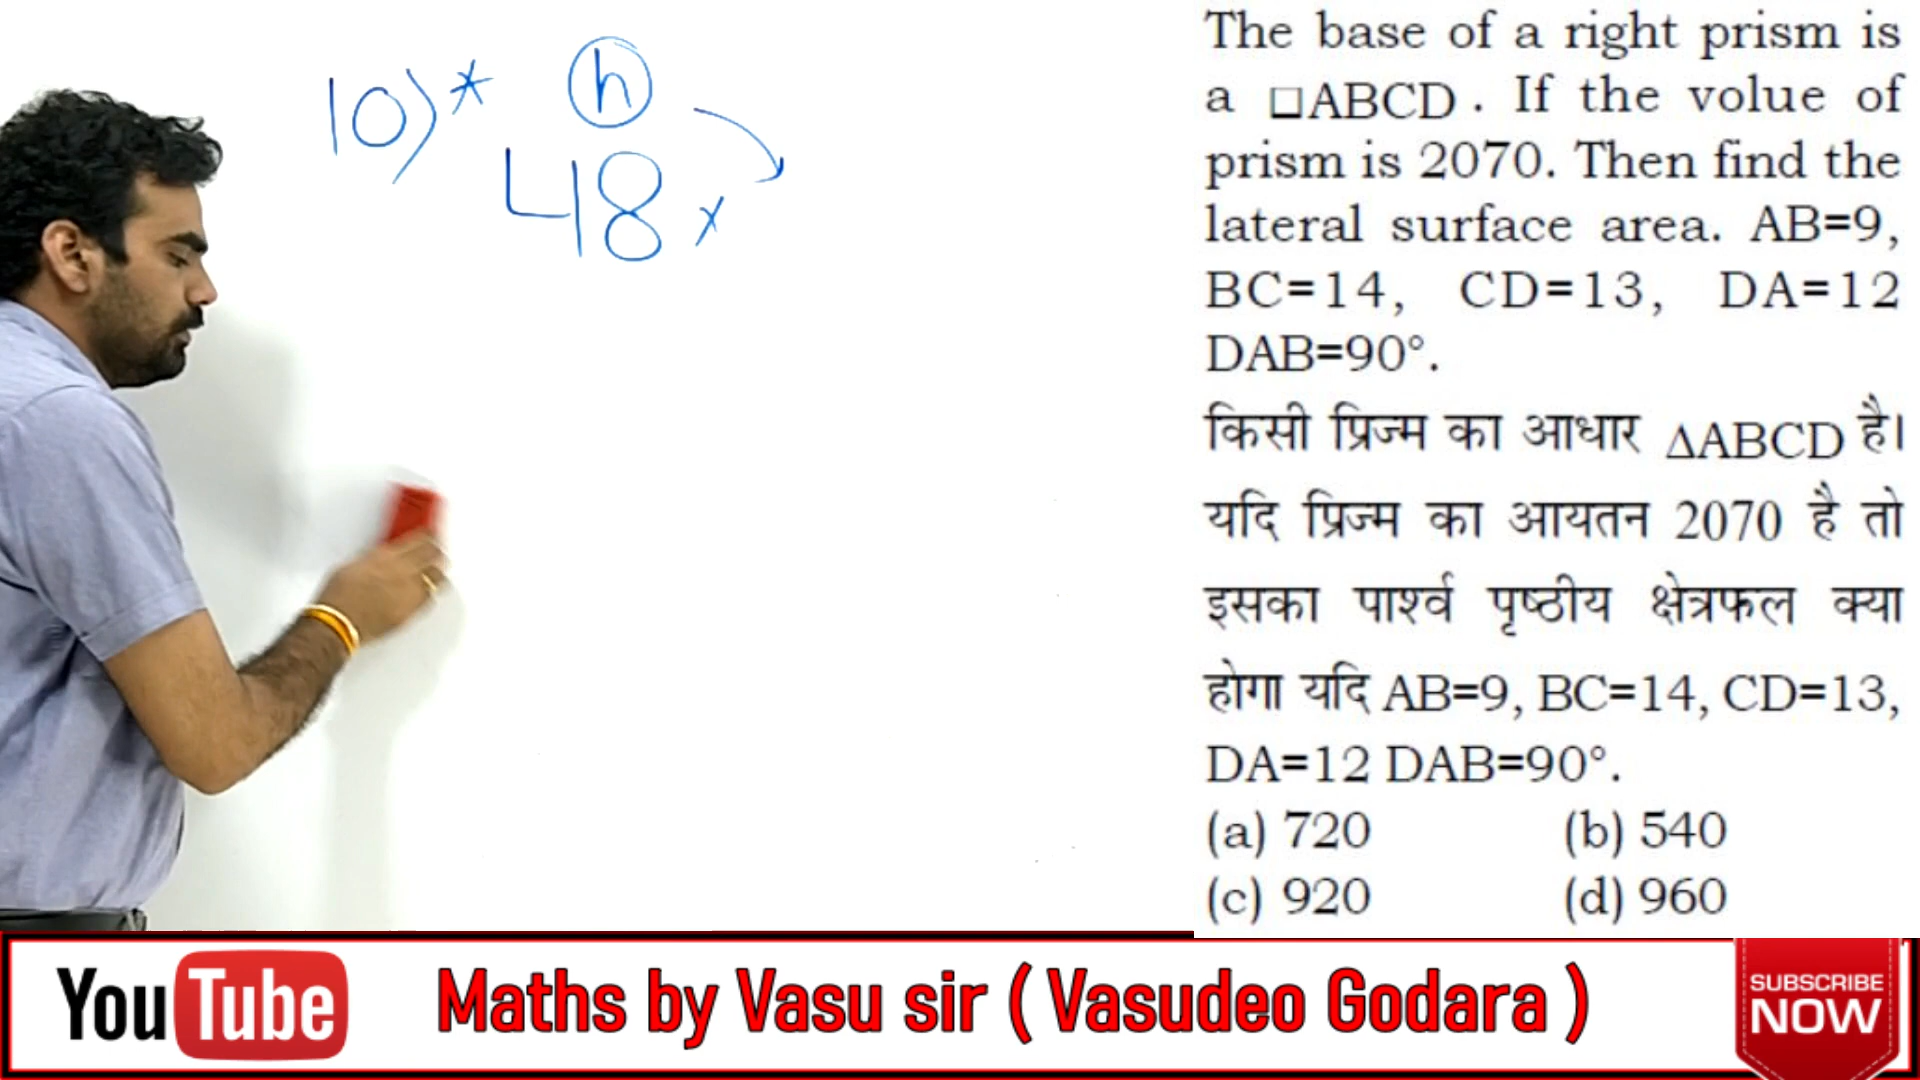 10)* h
48 x
The base of a right prism is
a □ABCD . If the volue of
prism is 2070. Then find the
lateral surface area. AB=9,
BC=14, CD=13, DA=12
DAB=90°.
किसी प्रिज्म का आधार ΔABCD है।
यदि प्रिज्म का आयतन 2070 है तो
इसका पार्श्व पृष्ठीय क्षेत्रफल क्या
होगा यदि AB=9, BC=14, CD=13,
DA=12 DAB=90°.
(a) 720 (b) 540
(c) 920 (d) 960
YouTube Maths by Vasu sir ( Vasudeo Godara )
SUBSCRIBE
NOW